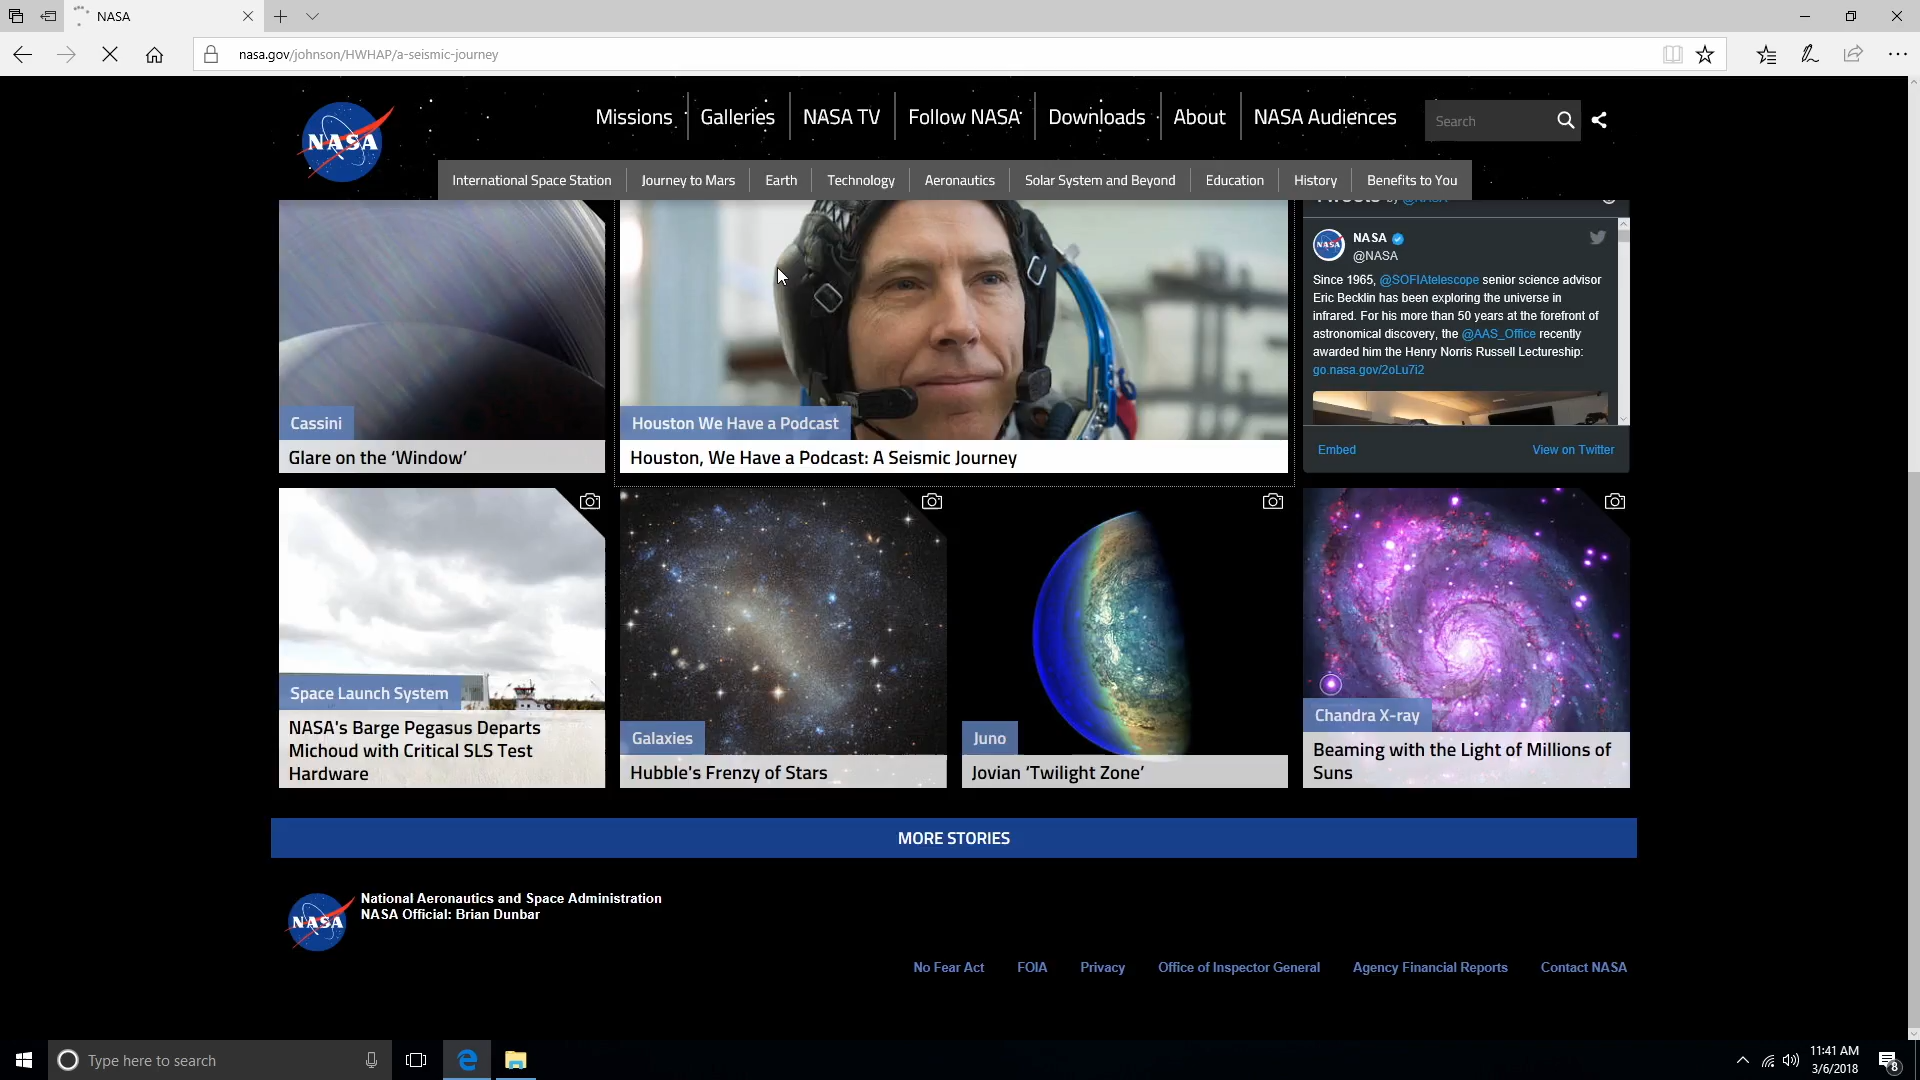 NASA
nasa.gov/johnson/HWHAP/a-seismic-journey
NASA
Missions
Galleries
NASA TV
Follow NASA
Downloads
About
NASA Audiences
Search
International Space Station
Journey to Mars
Earth
Technology
Aeronautics
Solar System and Beyond
Education
History
Benefits to You
Cassini
Glare on the ‘Window’
Houston We Have a Podcast
Houston, We Have a Podcast: A Seismic Journey
Tweets by @NASA
NASA
NASA
@NASA
Since 1965, @SOFIAtelescope senior science advisor
Eric Becklin has been exploring the universe in
infrared. For his more than 50 years at the forefront of
astronomical discovery, the @AAS_Office recently
awarded him the Henry Norris Russell Lectureship:
go.nasa.gov/2oLu7i2
Embed
View on Twitter
Space Launch System
NASA's Barge Pegasus Departs
Michoud with Critical SLS Test
Hardware
Galaxies
Hubble's Frenzy of Stars
Juno
Jovian ‘Twilight Zone’
Chandra X-ray
Beaming with the Light of Millions of
Suns
MORE STORIES
NASA
National Aeronautics and Space Administration
NASA Official: Brian Dunbar
No Fear Act
FOIA
Privacy
Office of Inspector General
Agency Financial Reports
Contact NASA
Type here to search
11:41 AM
3/6/2018
8